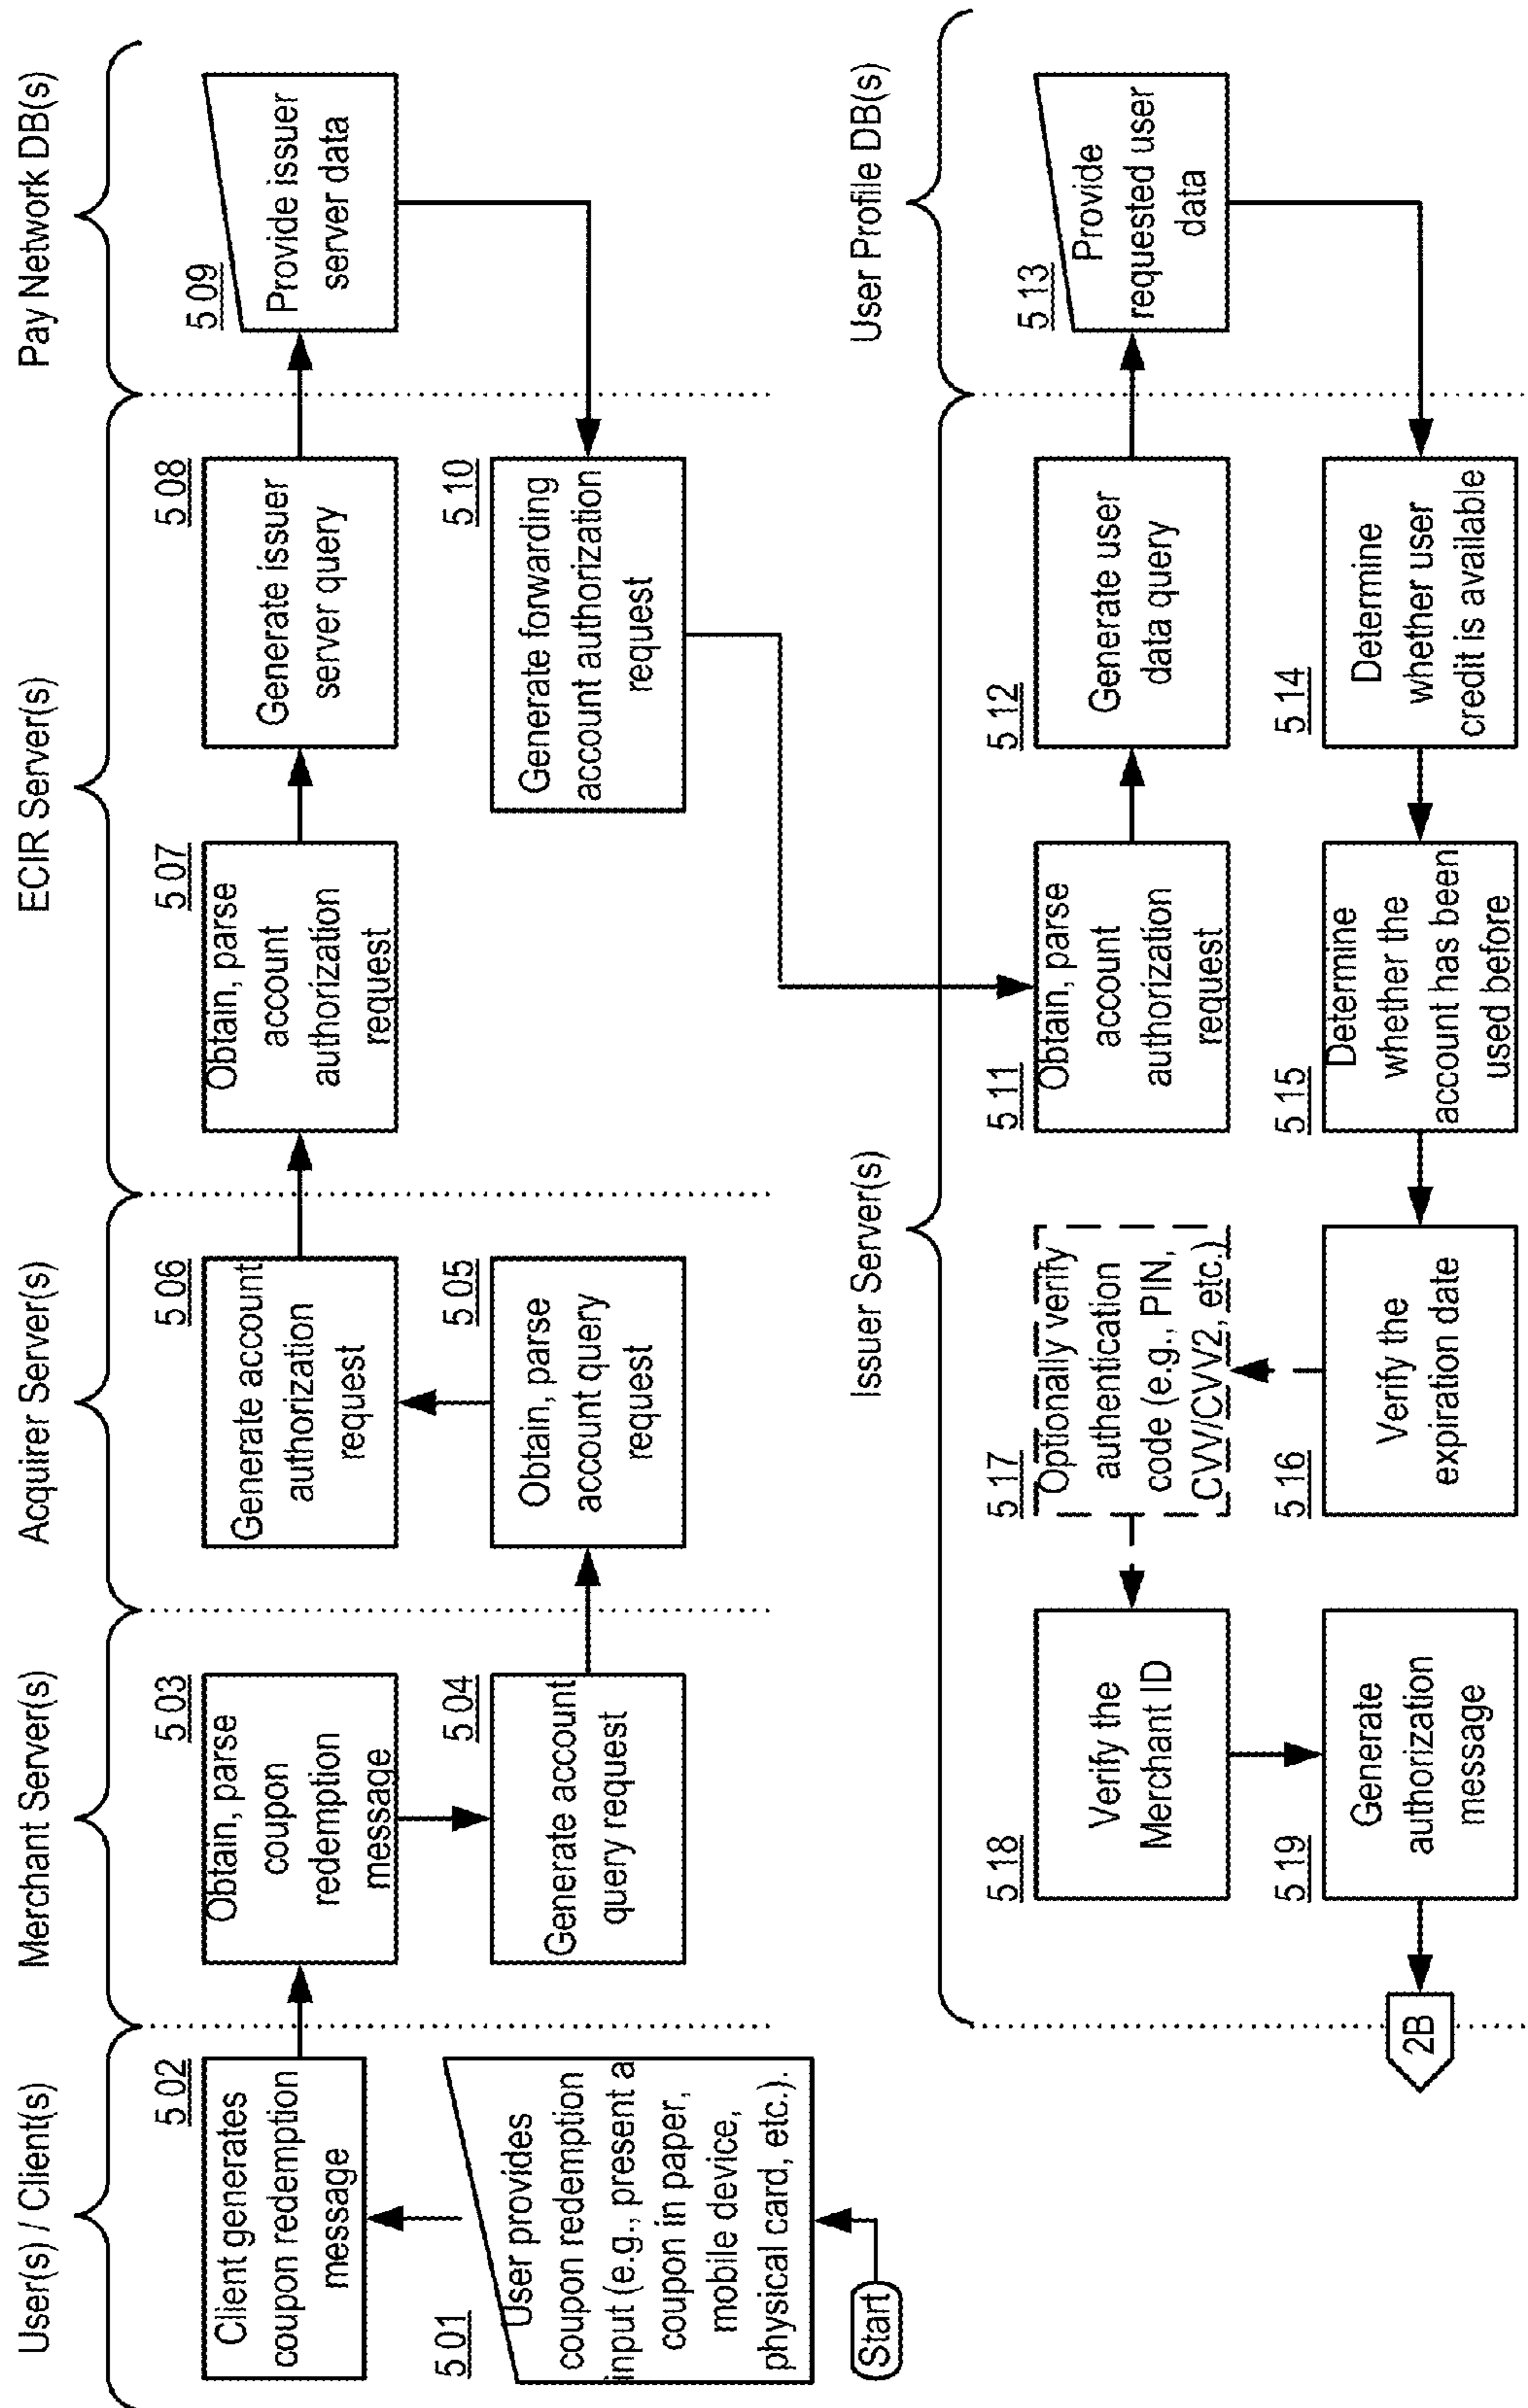 User(s) / Client(s)
Merchant Server(s)
Acquirer Server(s)
ECIR Server(s)
Pay Network DB(s)
Start
5 01
User provides
coupon redemption
input (e.g., present a
coupon in paper,
mobile device,
physical card, etc.).
5 02
Client generates
coupon redemption
message
5 03
Obtain, parse
coupon
redemption
message
5 04
Generate account
query request
5 05
Obtain, parse
account query
request
5 06
Generate account
authorization
request
5 07
Obtain, parse
account
authorization
request
5 08
Generate issuer
server query
5 09
Provide issuer
server data
5 10
Generate forwarding
account authorization
request
Issuer Server(s)
User Profile DB(s)
5 11
Obtain, parse
account
authorization
request
5 12
Generate user
data query
5 13
Provide
requested user
data
5 14
Determine
whether user
credit is available
5 15
Determine
whether the
account has been
used before
5 16
Verify the
expiration date
5 17
Optionally verify
authentication
code (e.g., PIN,
CVV/CVV2, etc.)
5 18
Verify the
Merchant ID
5 19
Generate
authorization
message
2B